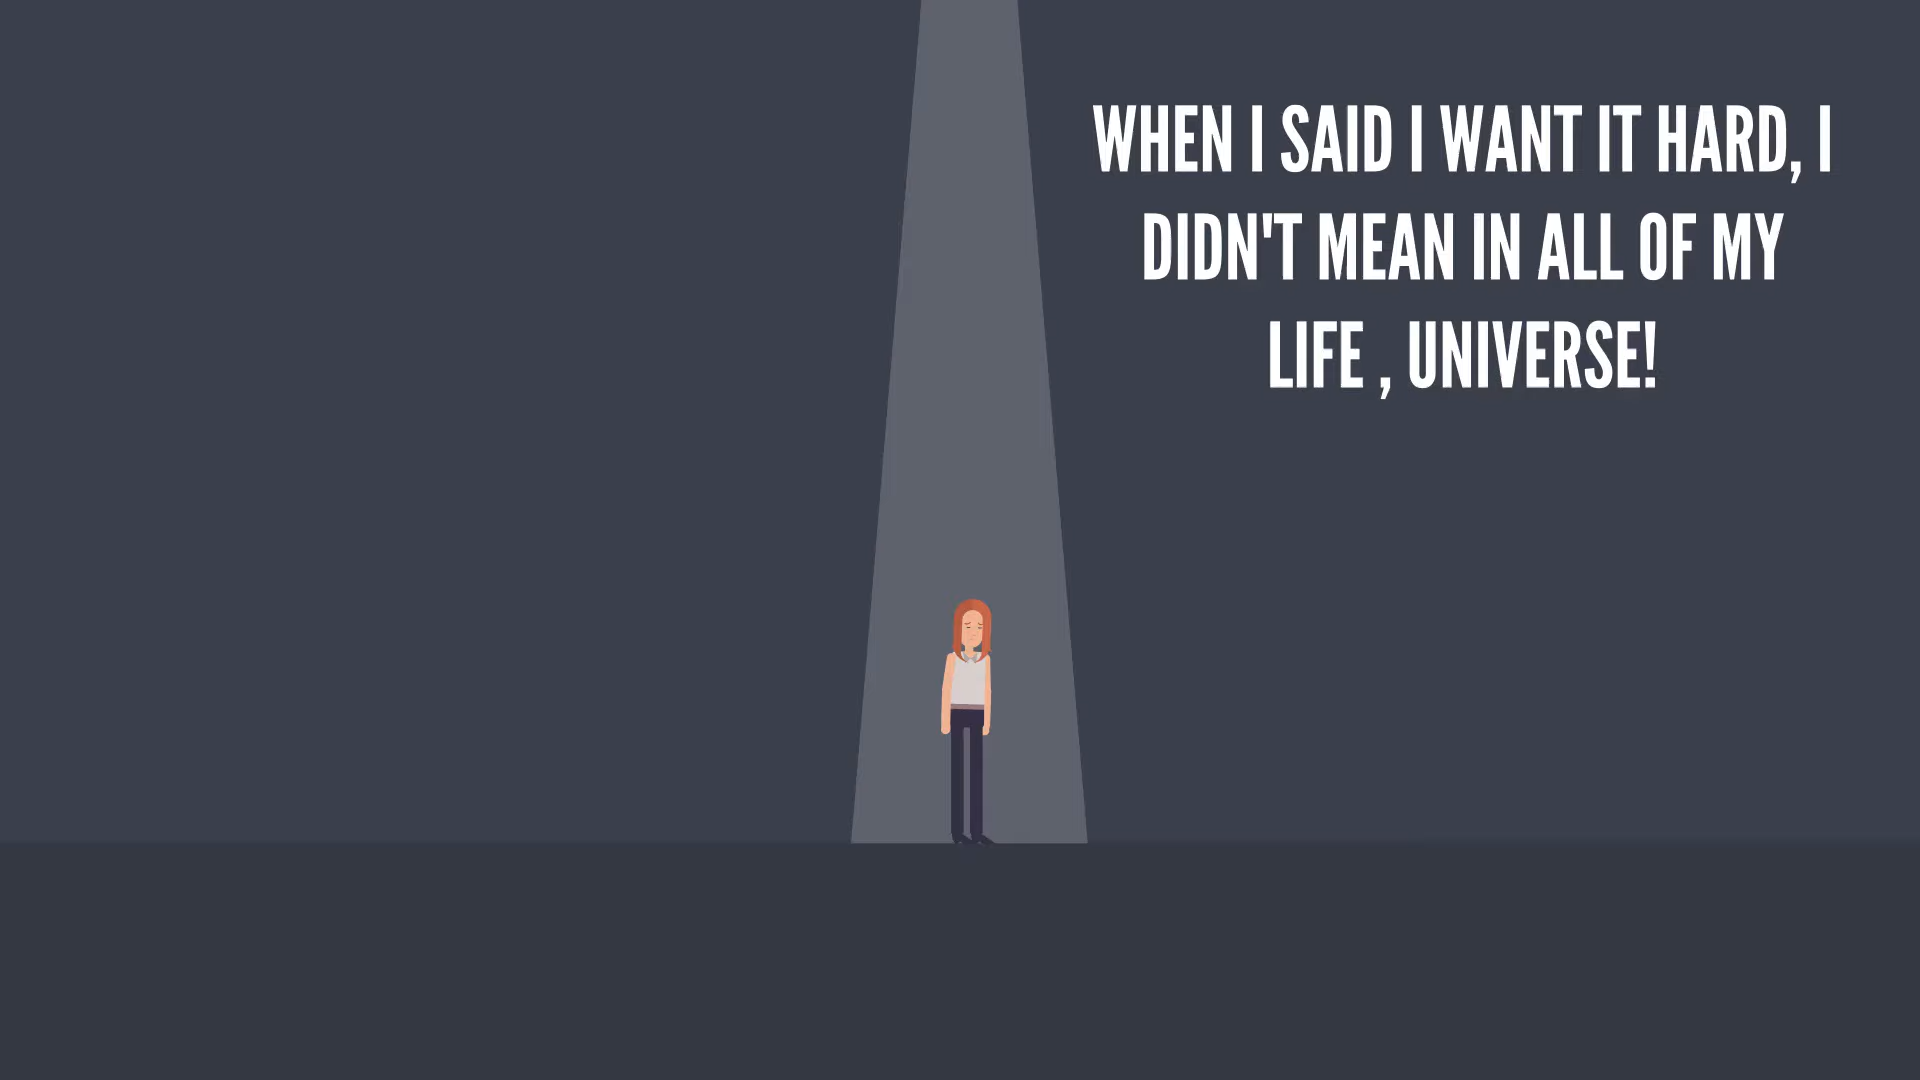 WHEN I SAID I WANT IT HARD, I
DIDN'T MEAN IN ALL OF MY
LIFE , UNIVERSE!